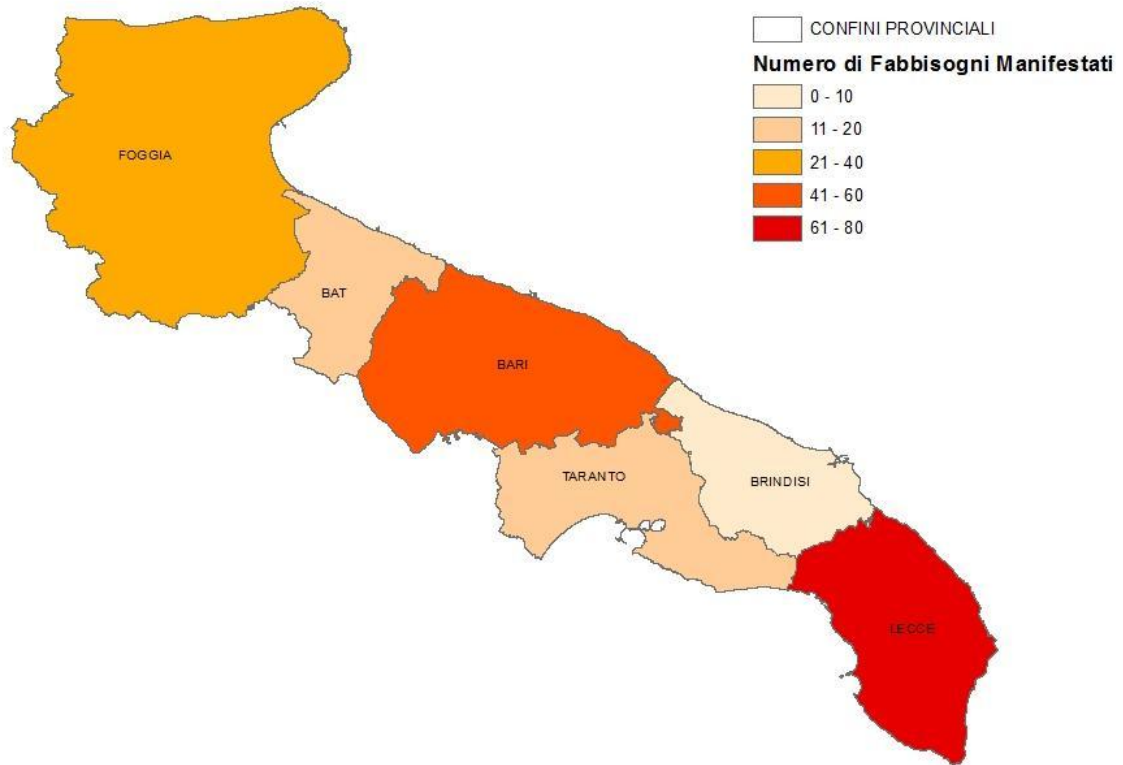 CONFINI PROVINCIALI
Numero di Fabbisogni Manifestati
0 - 10
11 - 20
21 - 40
41 - 60
61 - 80
FOGGIA
BAT
BARI
TARANTO
BRINDISI
LECCE